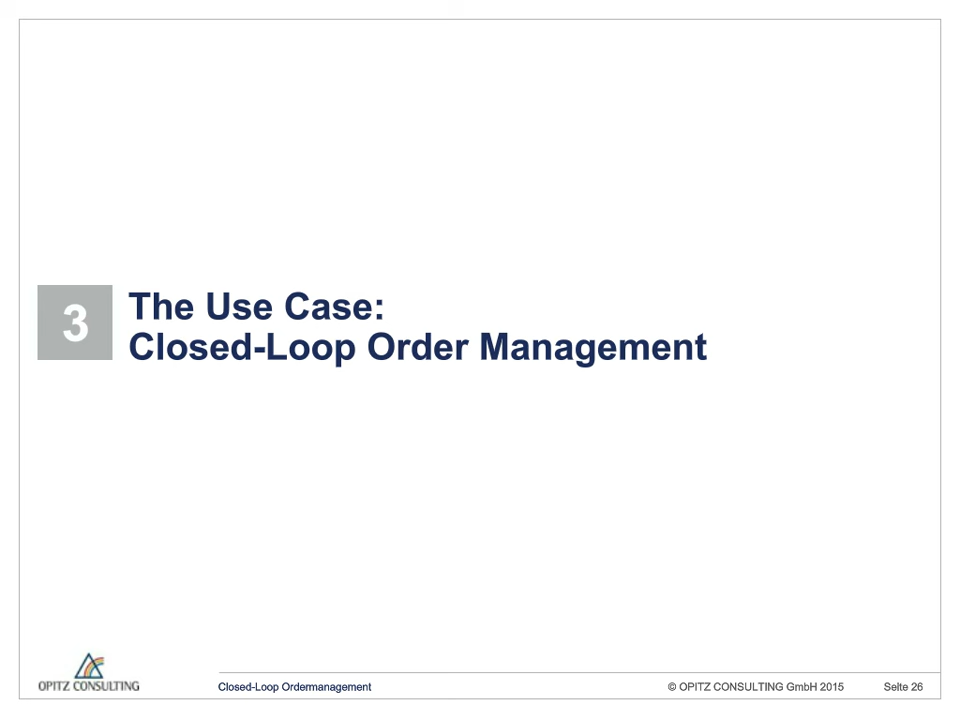 3
The Use Case:
Closed-Loop Order Management
OPITZ CONSULTING
Closed-Loop Ordermanagement
© OPITZ CONSULTING GmbH 2015
Seite 26